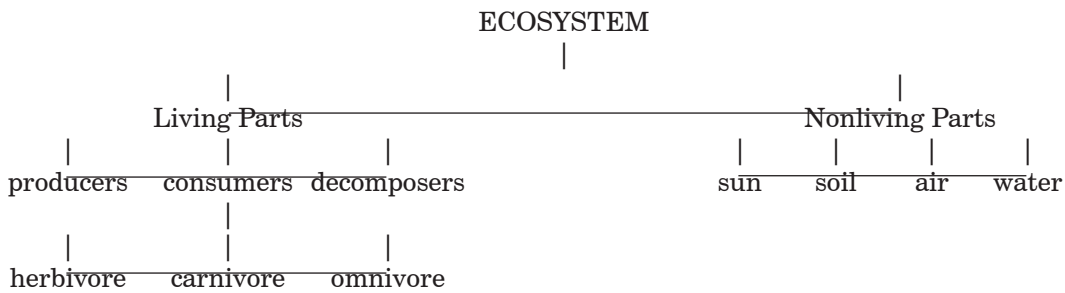 ECOSYSTEM
Living Parts Nonliving Parts
producers consumers decomposers sun soil air water
herbivore carnivore omnivore